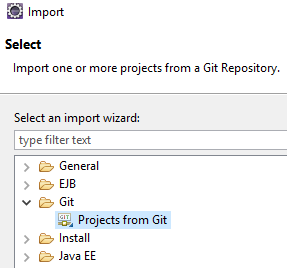 Import
Select
Import one or more projects from a Git Repository.
Select an import wizard:
type filter text
General
EJB
Git
GIT Projects from Git
Install
Java EE